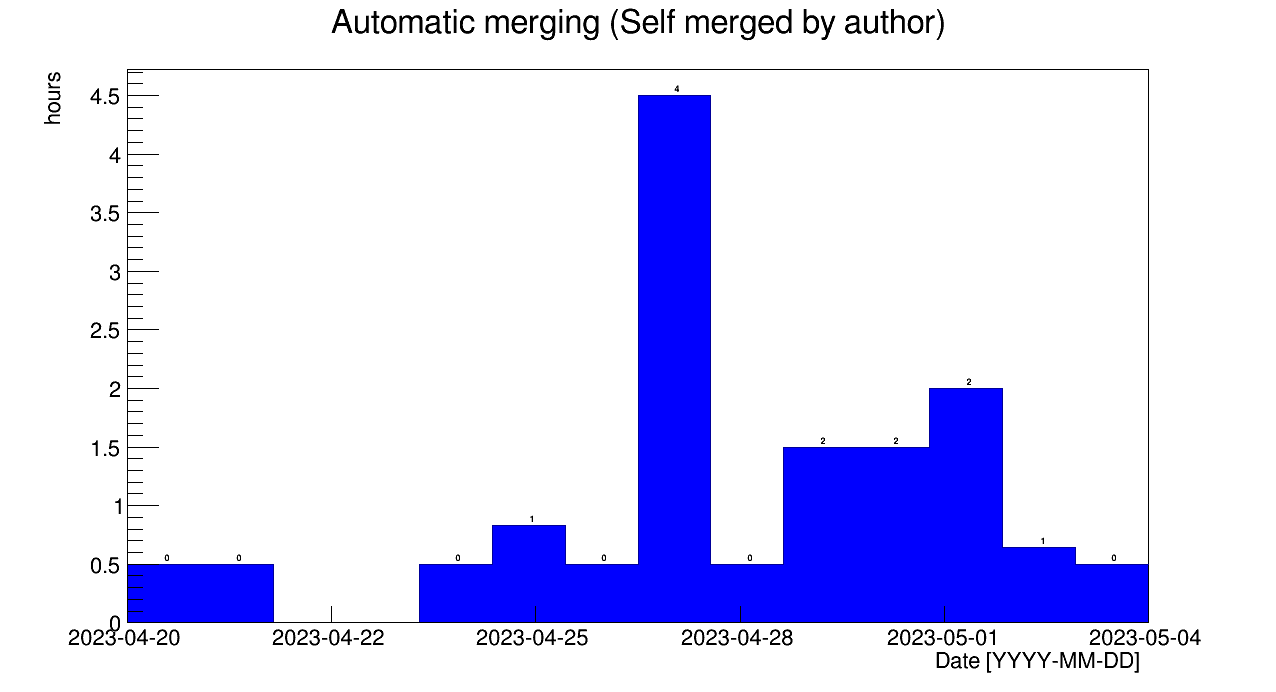 Automatic merging (Self merged by author)
hours
4.5
4
3.5
3
2.5
2
1.5
1
0.5
0
0 0 0 1 0 4 0 2 2 2 1 0
2023-04-20 2023-04-22 2023-04-25 2023-04-28 2023-05-01 2023-05-04
Date [YYYY-MM-DD]